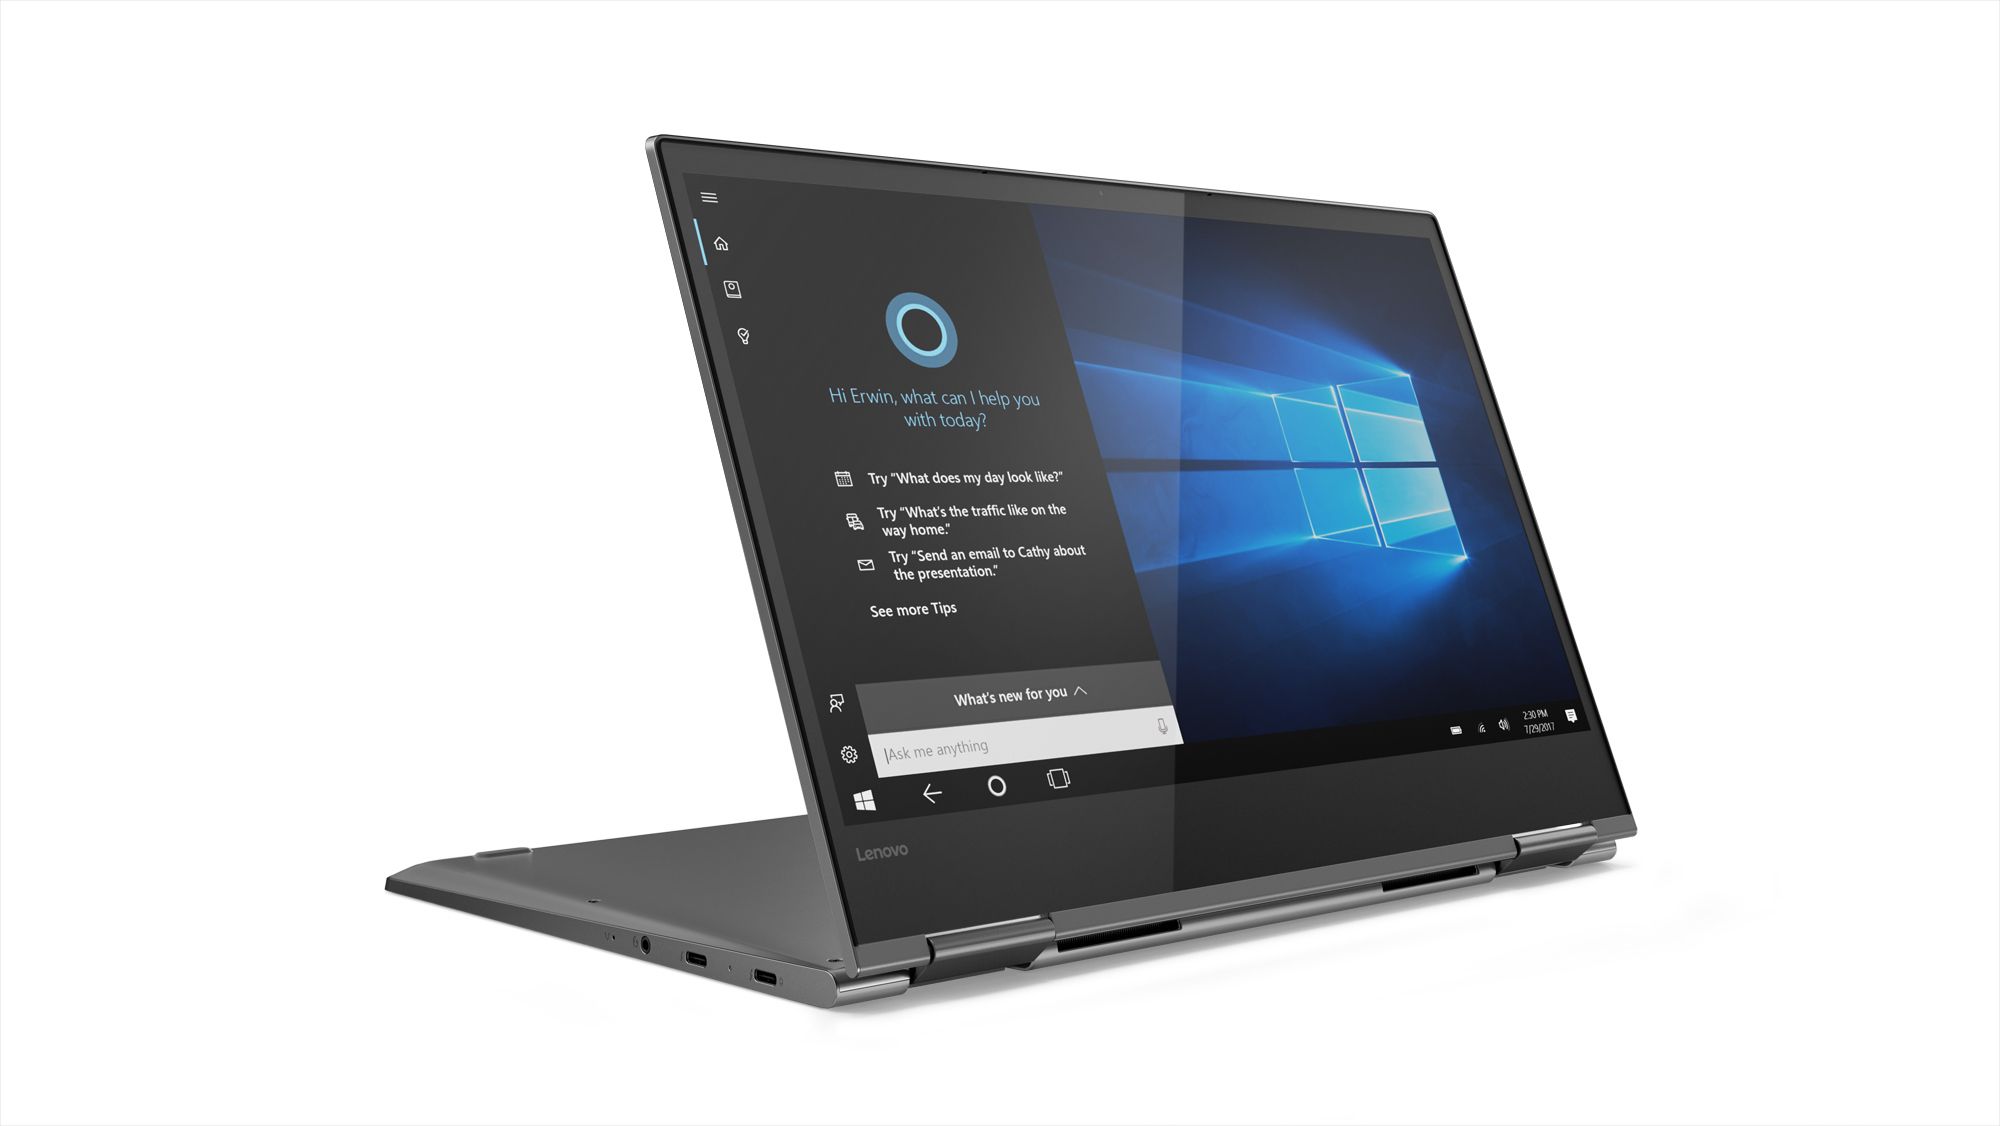 Hi Erwin, what can I help you
with today?
Try “What does my day look like?”
Try “What's the traffic like on the
way home.”
Try “Send an email to Cathy about
the presentation.”
See more Tips
What's new for you
Ask me anything
2:30 PM
7/29/2017
Lenovo